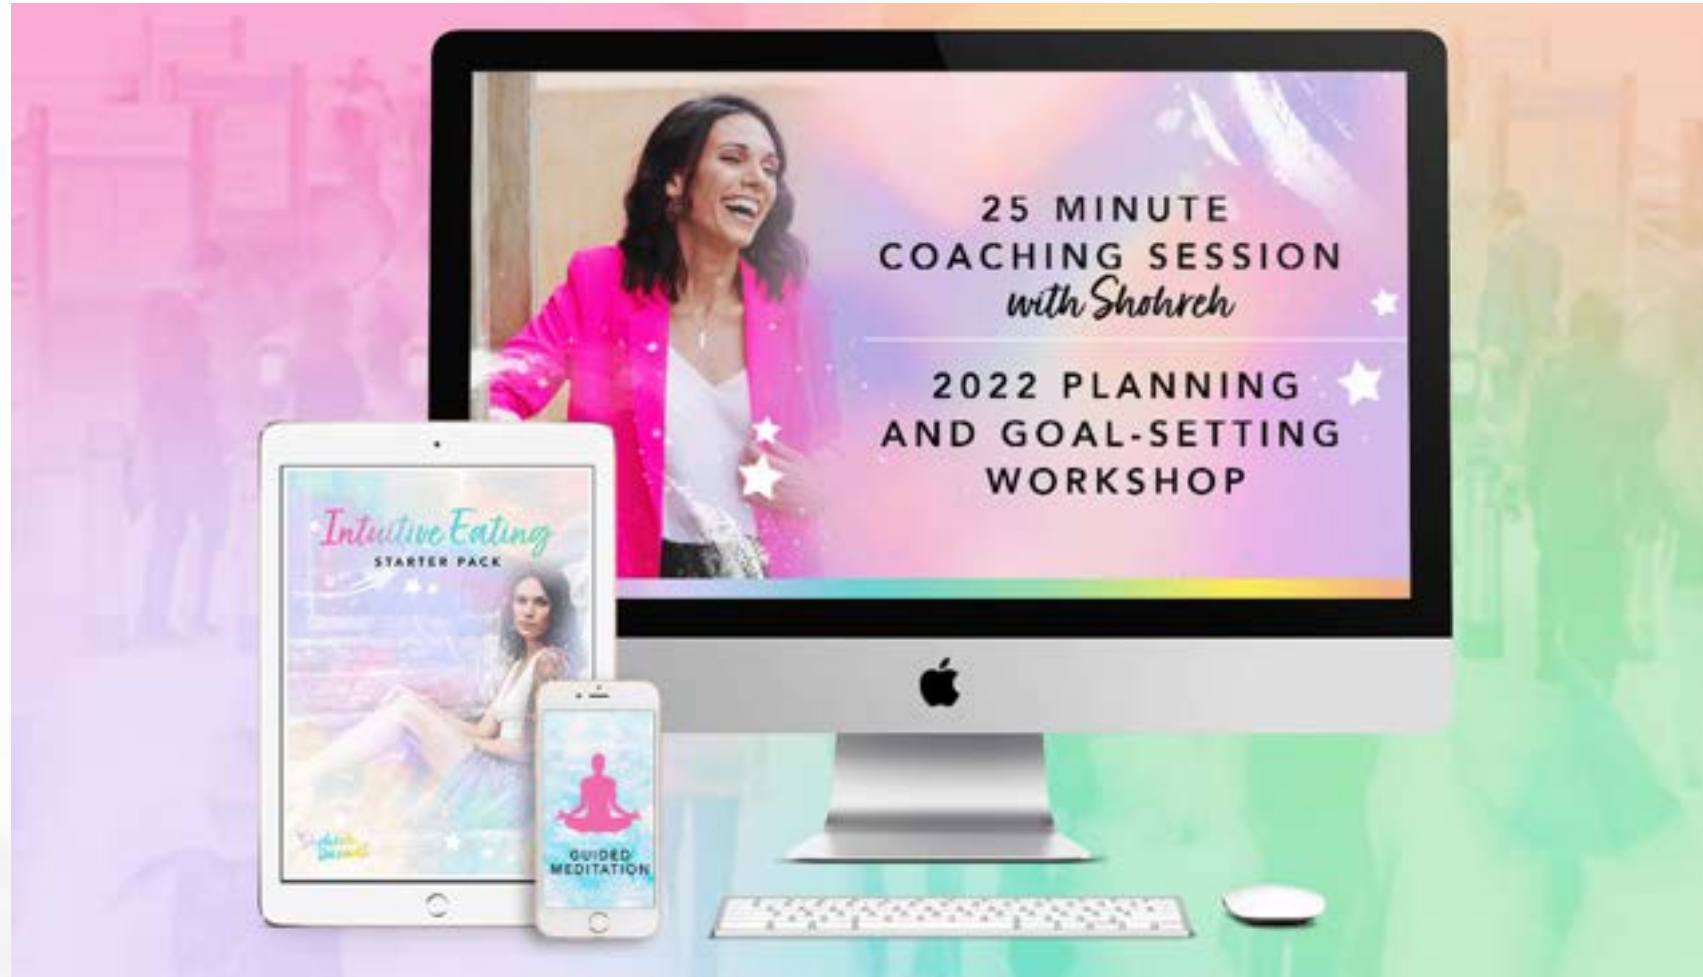 25 MINUTE
COACHING SESSION
with Shohreh
2022 PLANNING
AND GOAL-SETTING
WORKSHOP
Intuitive Eating
STARTER PACK
GUIDED
MEDITATION